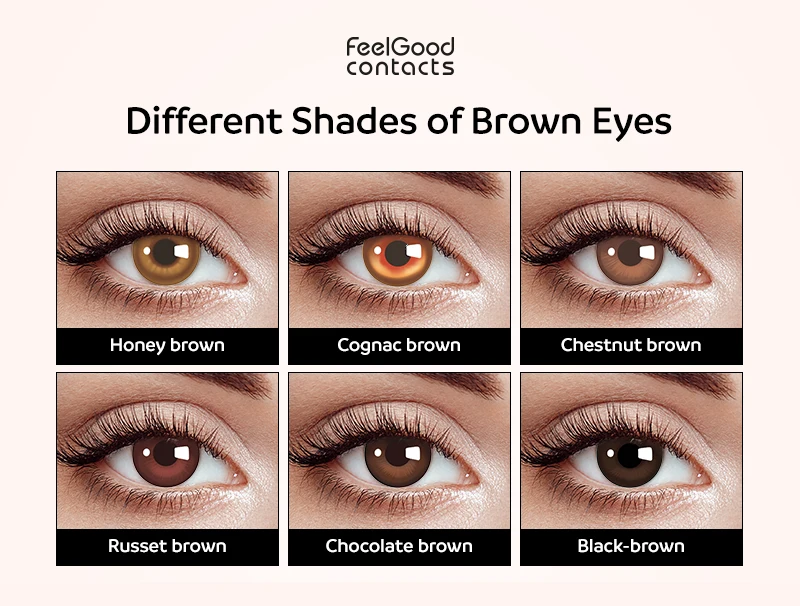 FeelGood
contacts
Different Shades of Brown Eyes
Honey brown
Cognac brown
Chestnut brown
Russet brown
Chocolate brown
Black-brown